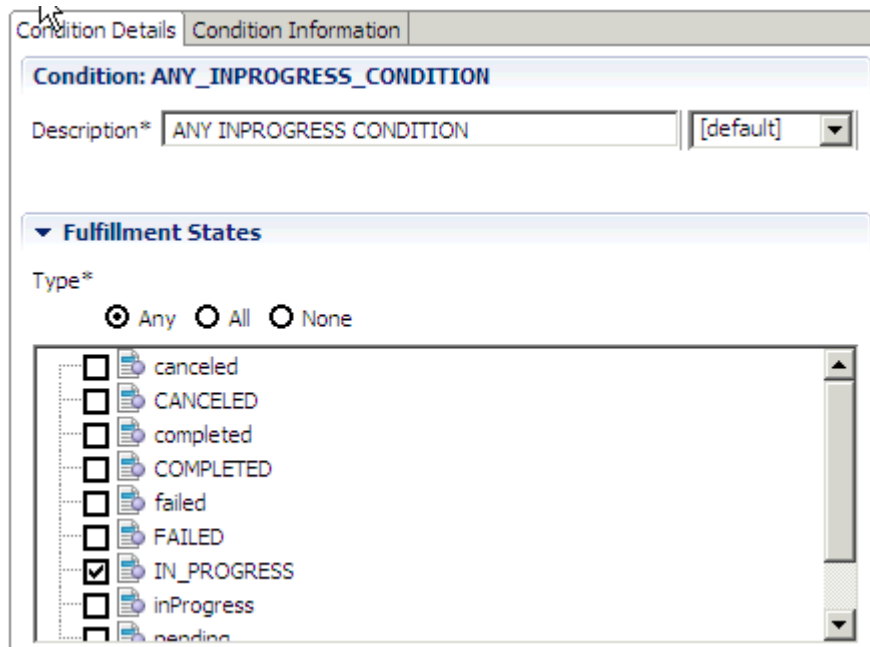 Condition Details Condition Information
Condition: ANY_INPROGRESS_CONDITION
Description* ANY INPROGRESS CONDITION [default]
Fulfillment States
Type*
Any All None
canceled
CANCELED
completed
COMPLETED
failed
FAILED
IN_PROGRESS
inProgress
pending